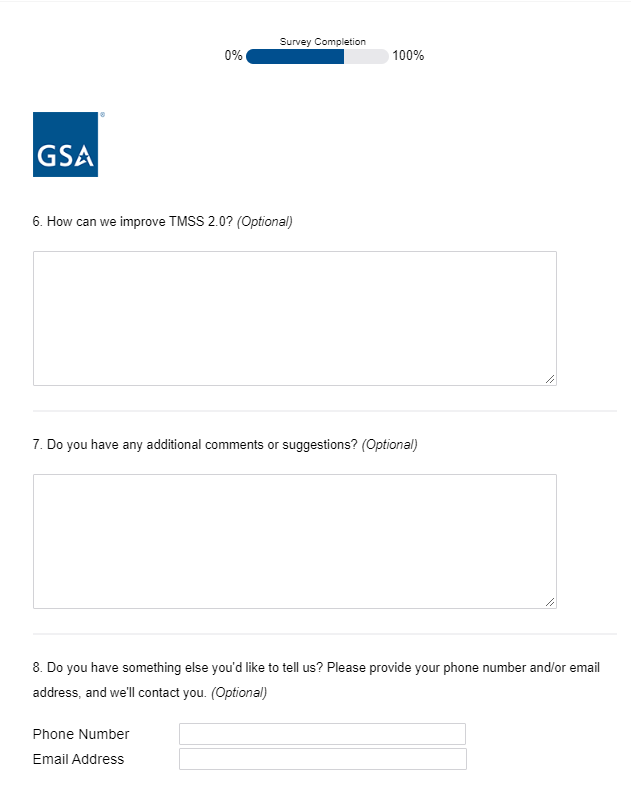 Survey Completion
0% 100%
GSA
®
6. How can we improve TMSS 2.0? (Optional)
7. Do you have any additional comments or suggestions? (Optional)
8. Do you have something else you'd like to tell us? Please provide your phone number and/or email
address, and we'll contact you. (Optional)
Phone Number
Email Address